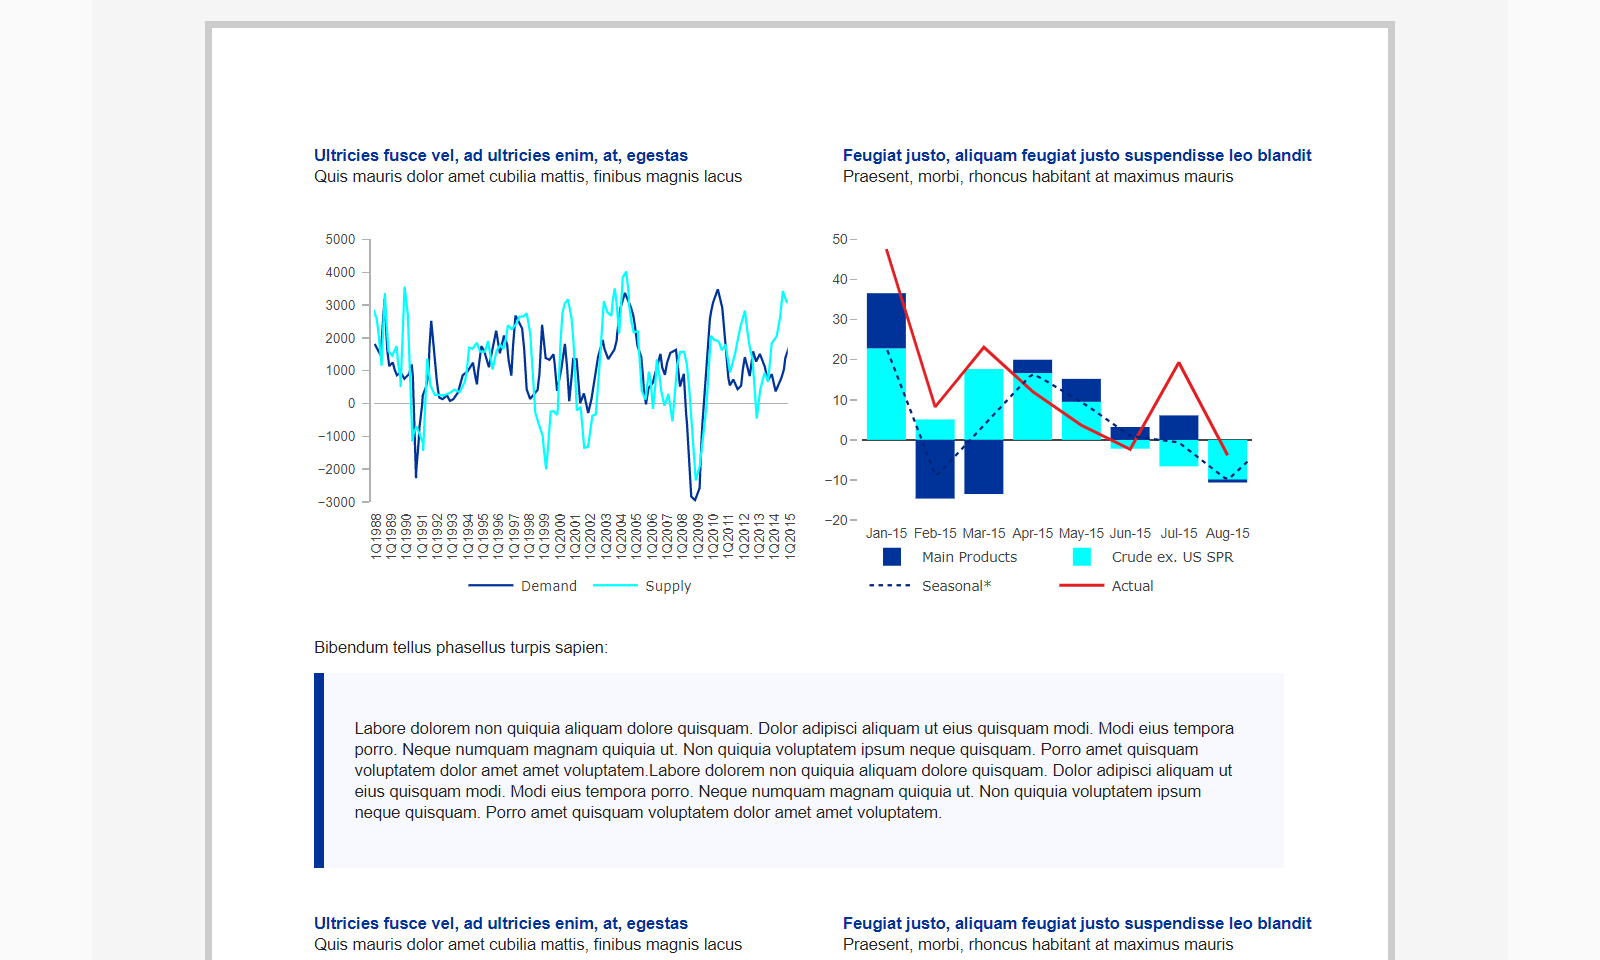 Ultricies fusce vel, ad ultricies enim, at, egestas
Quis mauris dolor amet cubilia mattis, finibus magnis lacus
5000
4000
3000
2000
1000
0
−1000
−2000
−3000
1Q1988
1Q1989
1Q1990
1Q1991
1Q1992
1Q1993
1Q1994
1Q1995
1Q1996
1Q1997
1Q1998
1Q1999
1Q2000
1Q2001
1Q2002
1Q2003
1Q2004
1Q2005
1Q2006
1Q2007
1Q2008
1Q2009
1Q2010
1Q2011
1Q2012
1Q2013
1Q2014
1Q2015
Demand
Supply
Feugiat justo, aliquam feugiat justo suspendisse leo blandit
Praesent, morbi, rhoncus habitant at maximus mauris
50
40
30
20
10
0
−10
−20
Jan-15 Feb-15 Mar-15 Apr-15 May-15 Jun-15 Jul-15 Aug-15
Main Products
Crude ex. US SPR
Seasonal*
Actual
Bibendum tellus phasellus turpis sapien:
Labore dolorem non quiquia aliquam dolore quisquam. Dolor adipisci aliquam ut eius quisquam modi. Modi eius tempora
porro. Neque numquam magnam quiquia ut. Non quiquia voluptatem ipsum neque quisquam. Porro amet quisquam
voluptatem dolor amet amet voluptatem.Labore dolorem non quiquia aliquam dolore quisquam. Dolor adipisci aliquam ut
eius quisquam modi. Modi eius tempora porro. Neque numquam magnam quiquia ut. Non quiquia voluptatem ipsum
neque quisquam. Porro amet quisquam voluptatem dolor amet amet voluptatem.
Ultricies fusce vel, ad ultricies enim, at, egestas
Quis mauris dolor amet cubilia mattis, finibus magnis lacus
Feugiat justo, aliquam feugiat justo suspendisse leo blandit
Praesent, morbi, rhoncus habitant at maximus mauris